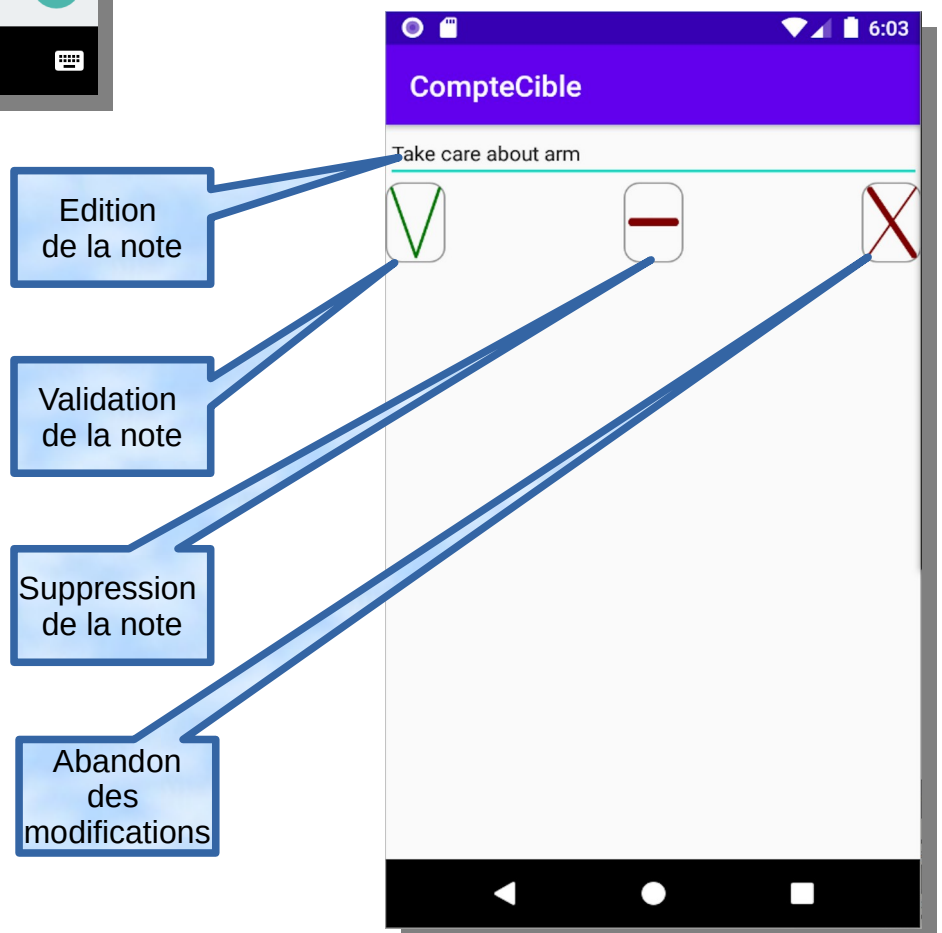 6:03
CompteCible
Take care about arm
Edition
de la note
Validation
de la note
Suppression
de la note
Abandon
des
modifications